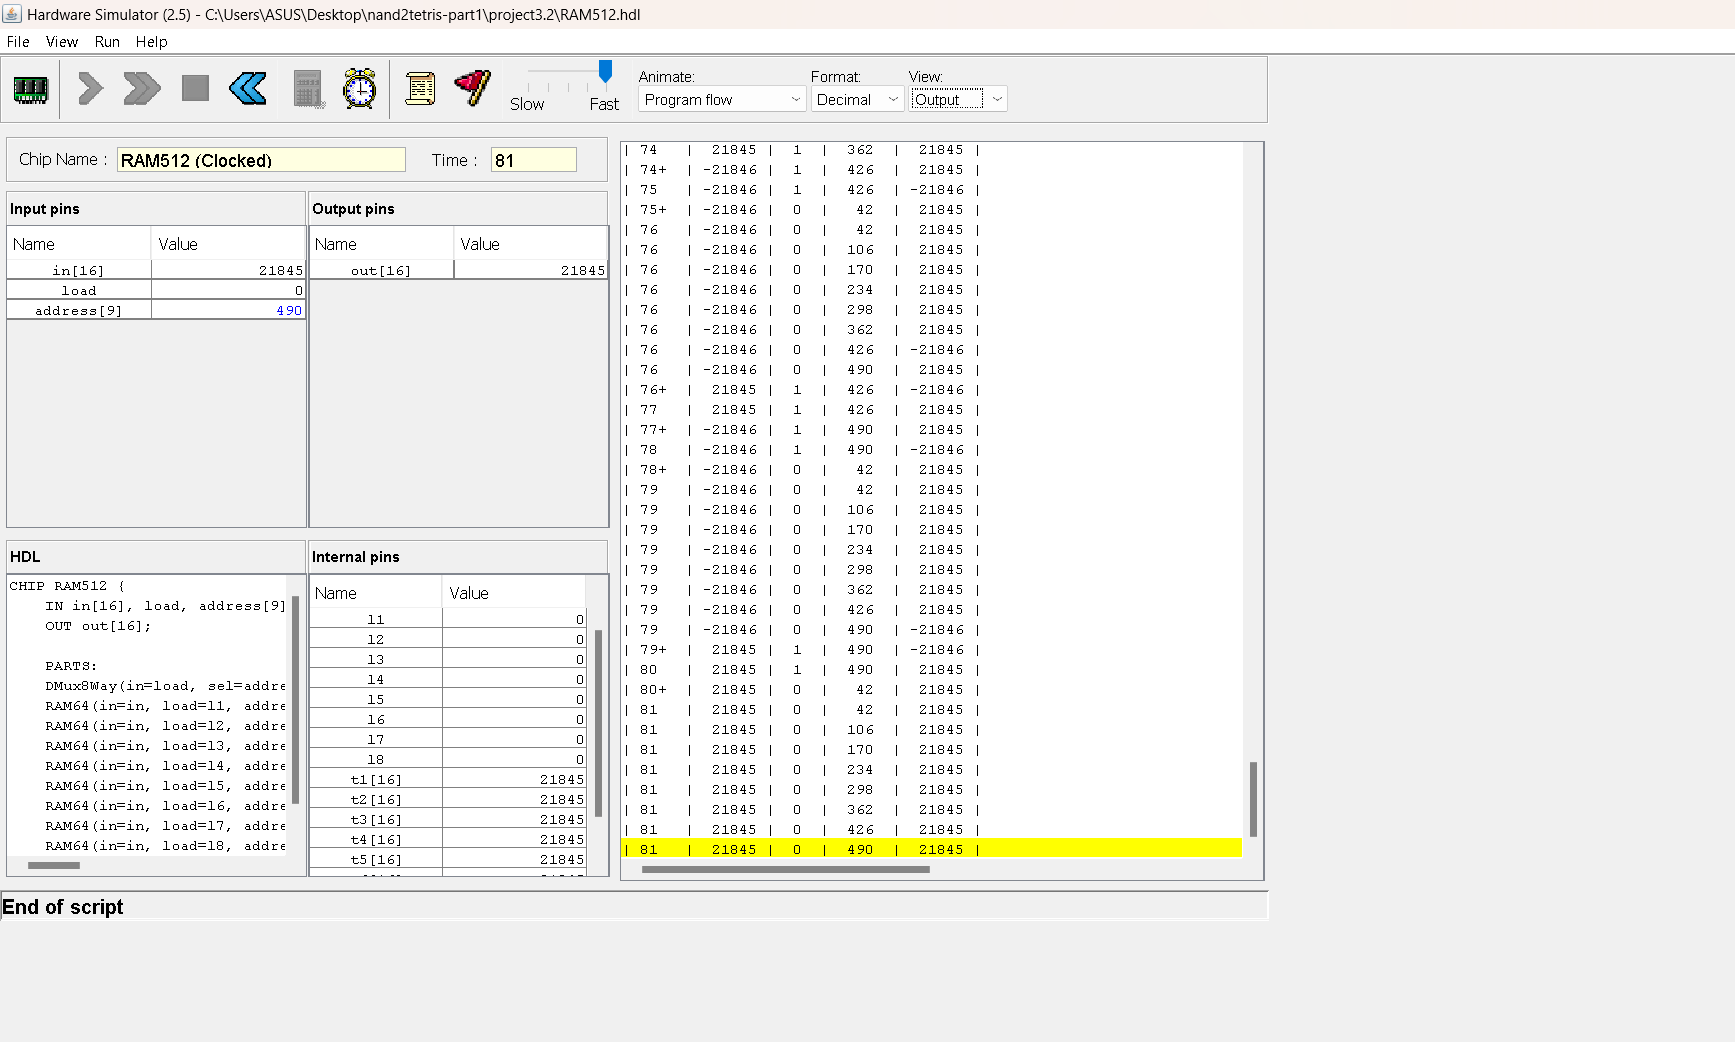 Hardware Simulator (2.5) - C:\Users\ASUS\Desktop\nand2tetris-part1\project3.2\RAM512.hdl
File View Run Help
Slow Fast
Animate: Format: View:
Program flow Decimal Output
Chip Name : RAM512 (Clocked) Time : 81
Input pins
Name Value
in[16] 21845
load 0
address[9] 490
Output pins
Name Value
out[16] 21845
HDL
CHIP RAM512 {
IN in[16], load, address[9]
OUT out[16];
PARTS:
DMux8Way(in=load, sel=addre
RAM64(in=in, load=l1, addre
RAM64(in=in, load=l2, addre
RAM64(in=in, load=l3, addre
RAM64(in=in, load=l4, addre
RAM64(in=in, load=l5, addre
RAM64(in=in, load=l6, addre
RAM64(in=in, load=l7, addre
RAM64(in=in, load=l8, addre
Internal pins
Name Value
l1 0
l2 0
l3 0
l4 0
l5 0
l6 0
l7 0
l8 0
t1[16] 21845
t2[16] 21845
t3[16] 21845
t4[16] 21845
t5[16] 21845
| 74 | 21845 | 1 | 362 | 21845 |
| 74+ | -21846 | 1 | 426 | 21845 |
| 75 | -21846 | 1 | 426 | -21846 |
| 75+ | -21846 | 0 | 42 | 21845 |
| 76 | -21846 | 0 | 42 | 21845 |
| 76 | -21846 | 0 | 106 | 21845 |
| 76 | -21846 | 0 | 170 | 21845 |
| 76 | -21846 | 0 | 234 | 21845 |
| 76 | -21846 | 0 | 298 | 21845 |
| 76 | -21846 | 0 | 362 | 21845 |
| 76 | -21846 | 0 | 426 | -21846 |
| 76 | -21846 | 0 | 490 | 21845 |
| 76+ | 21845 | 1 | 426 | -21846 |
| 77 | 21845 | 1 | 426 | 21845 |
| 77+ | -21846 | 1 | 490 | 21845 |
| 78 | -21846 | 1 | 490 | -21846 |
| 78+ | -21846 | 0 | 42 | 21845 |
| 79 | -21846 | 0 | 42 | 21845 |
| 79 | -21846 | 0 | 106 | 21845 |
| 79 | -21846 | 0 | 170 | 21845 |
| 79 | -21846 | 0 | 234 | 21845 |
| 79 | -21846 | 0 | 298 | 21845 |
| 79 | -21846 | 0 | 362 | 21845 |
| 79 | -21846 | 0 | 426 | 21845 |
| 79 | -21846 | 0 | 490 | -21846 |
| 79+ | 21845 | 1 | 490 | -21846 |
| 80 | 21845 | 1 | 490 | 21845 |
| 80+ | 21845 | 0 | 42 | 21845 |
| 81 | 21845 | 0 | 42 | 21845 |
| 81 | 21845 | 0 | 106 | 21845 |
| 81 | 21845 | 0 | 170 | 21845 |
| 81 | 21845 | 0 | 234 | 21845 |
| 81 | 21845 | 0 | 298 | 21845 |
| 81 | 21845 | 0 | 362 | 21845 |
| 81 | 21845 | 0 | 426 | 21845 |
| 81 | 21845 | 0 | 490 | 21845 |
End of script